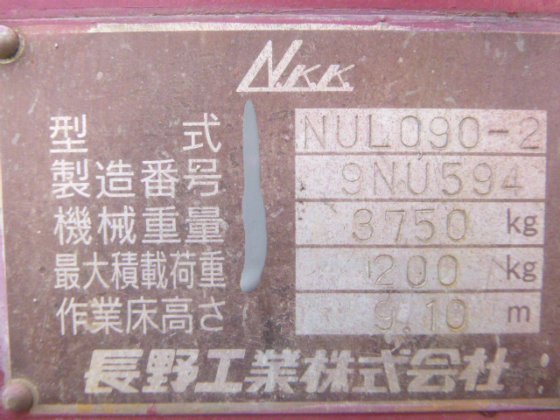 N.K.K.
型 式 NUL090-2
製造番号 9NU594
機械重量 3750 kg
最大積載荷重 200 kg
作業床高さ 9.10 m
長野工業株式会社